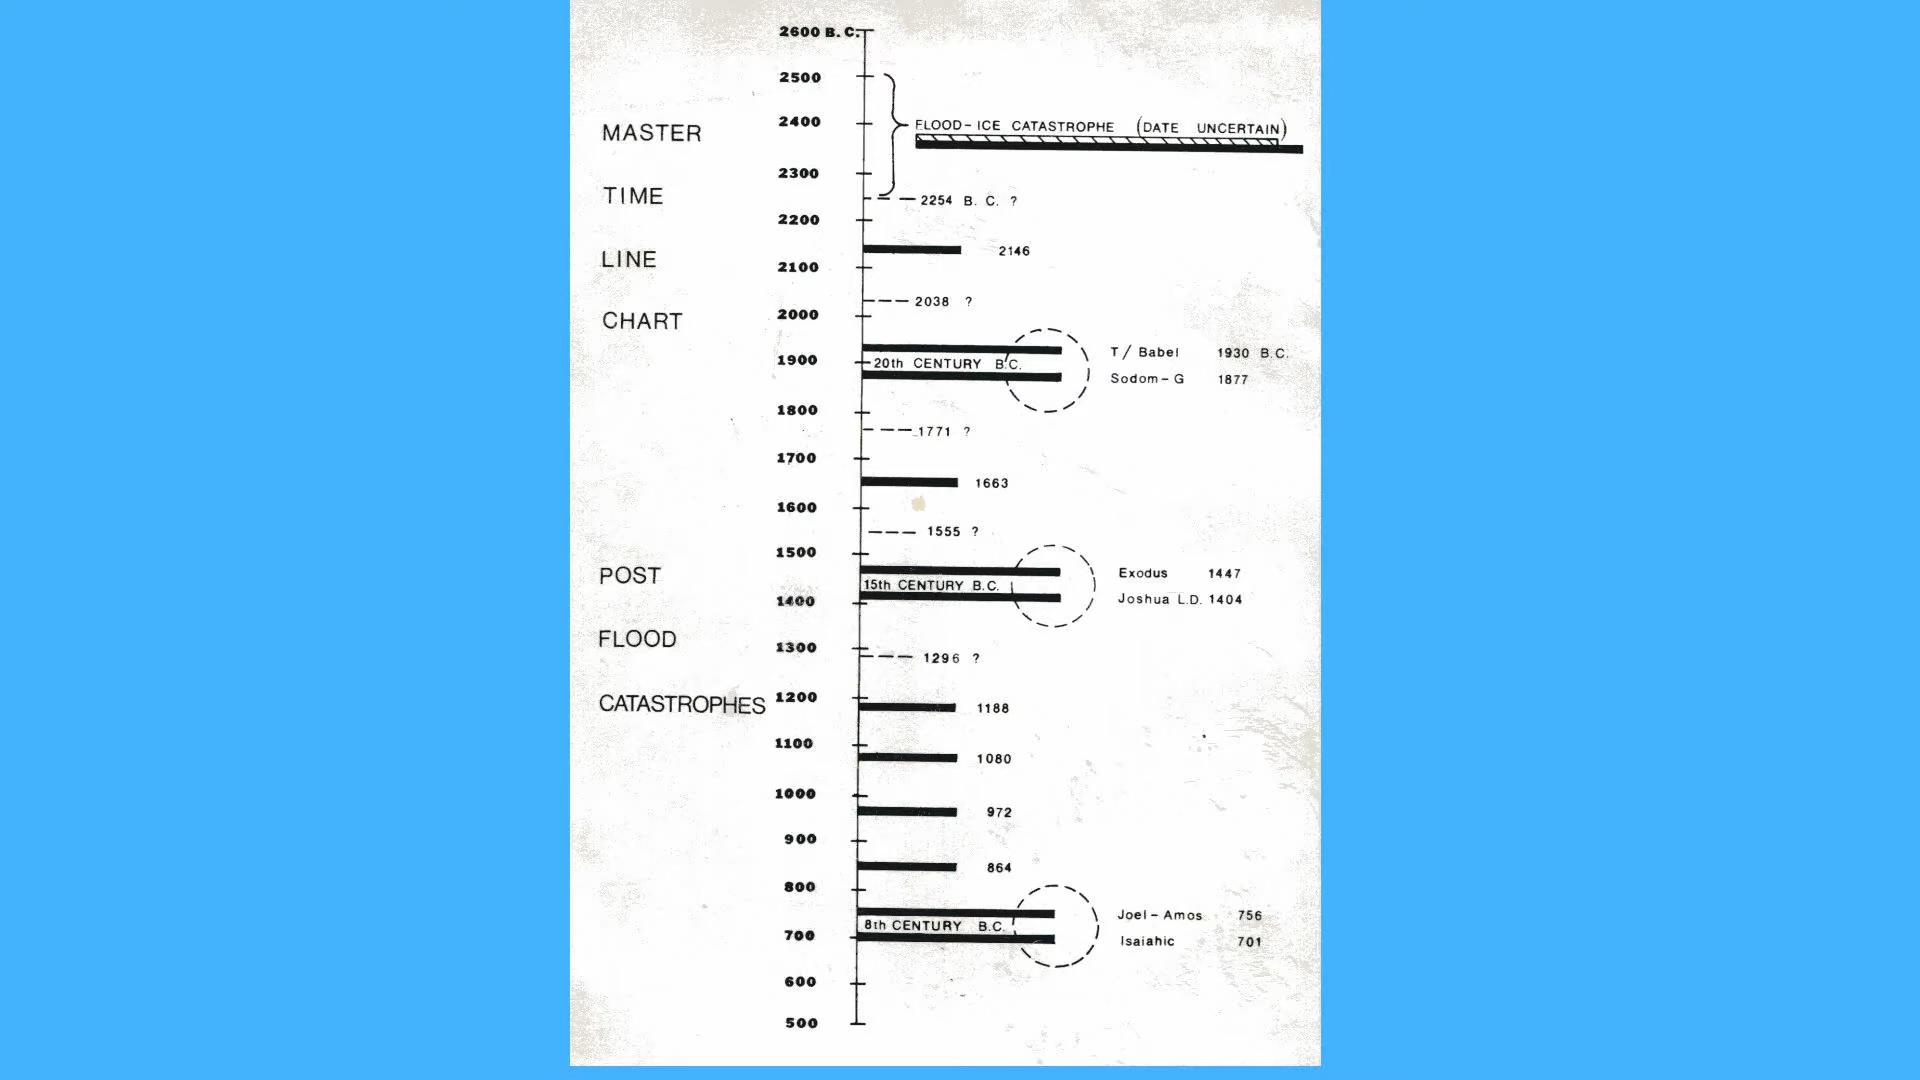 2600 B.C.
2500
2400
FLOOD-ICE CATASTROPHE (DATE UNCERTAIN)
MASTER
2300
TIME
2254 B. C. ?
2200
2146
LINE
2100
2038 ?
2000
CHART
T/Babel 1930 B.C.
1900
20th CENTURY B.C.
Sodom-G 1877
1800
1771 ?
1700
1663
1600
1555 ?
1500
Exodus 1447
POST
15th CENTURY B.C.
1400
Joshua L.D. 1404
FLOOD
1300
1296 ?
CATASTROPHES
1200
1188
1100
1080
1000
972
900
864
800
Joel-Amos 756
8th CENTURY B.C.
700
Isaiahic 701
600
500